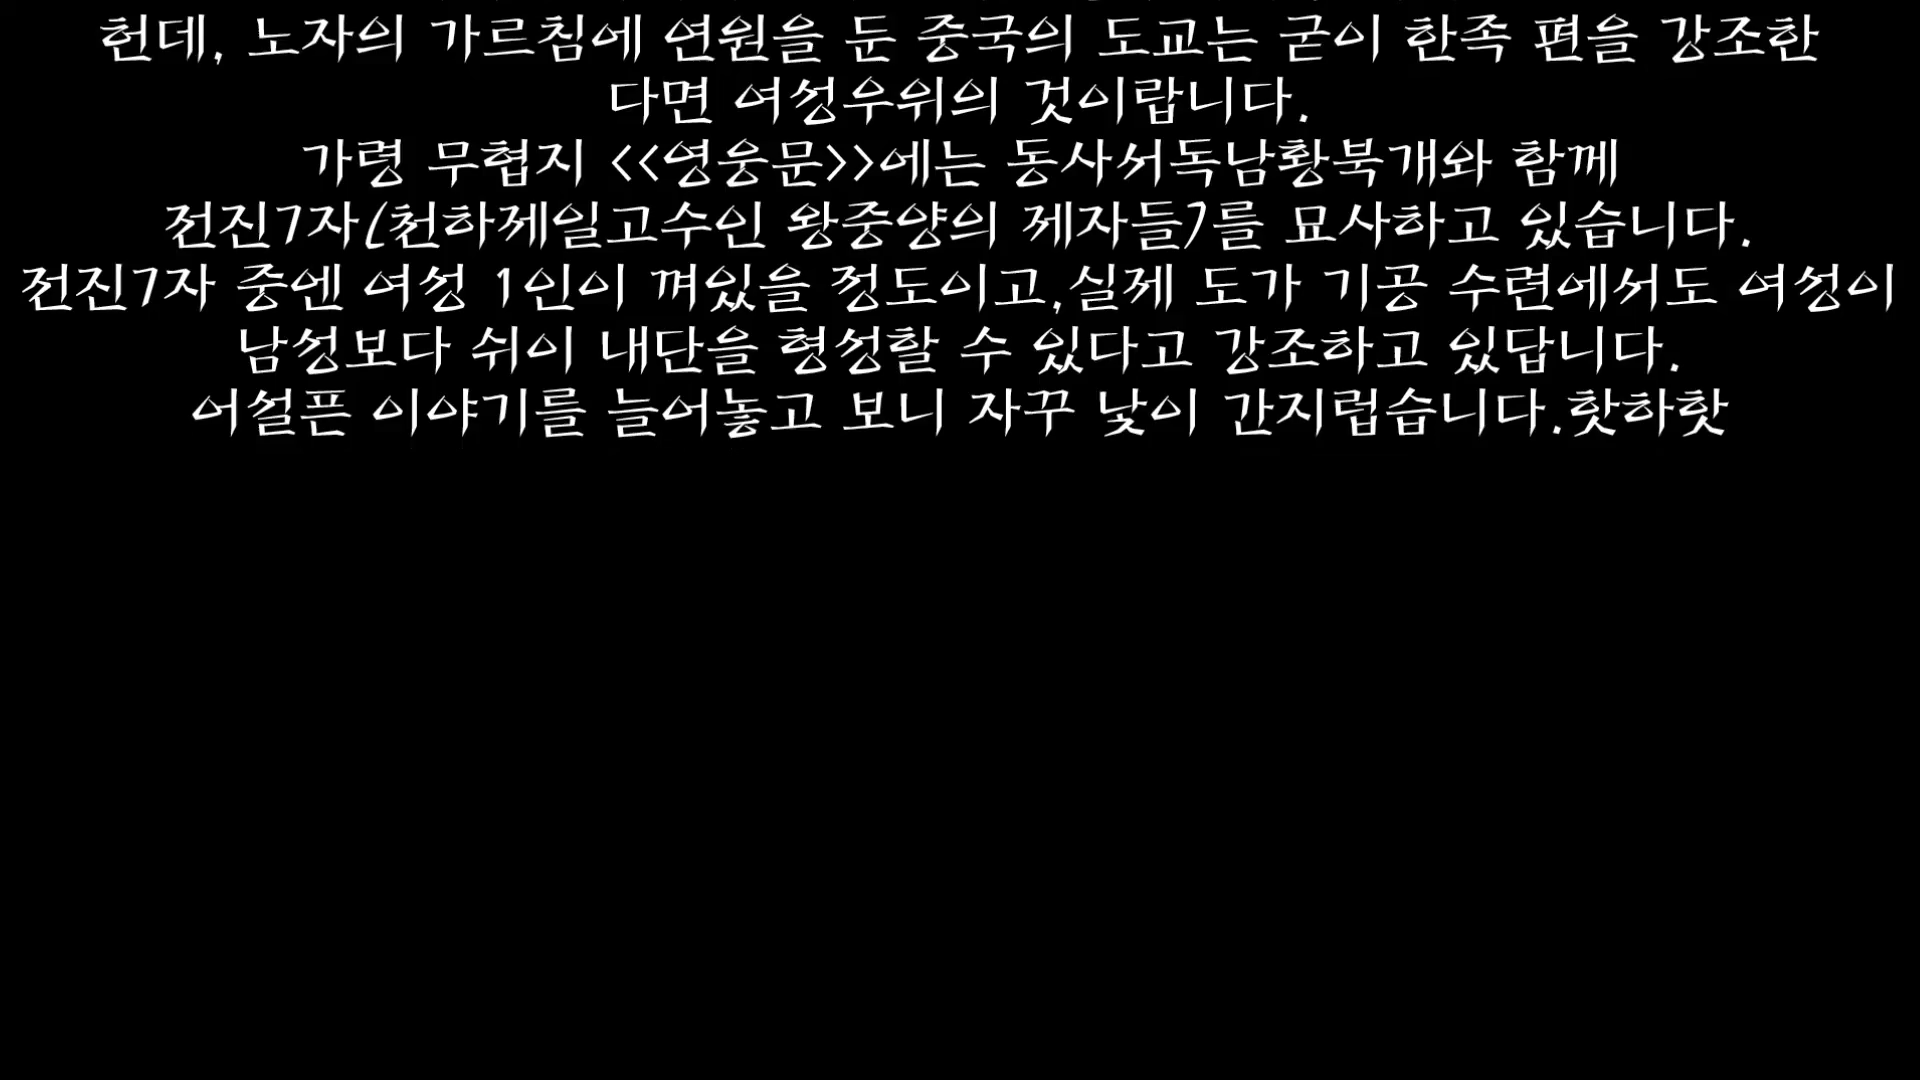 헌데, 노자의 가르침에 연원을 둔 중국의 도교는 굳이 한족 편을 강조한
다면 여성우위의 것이랍니다.
가령 무협지 <<영웅문>>에는 동사서독남황북개와 함께
전진7자(천하제일고수인 왕중양의 제자들)를 묘사하고 있습니다.
전진7자 중엔 여성 1인이 껴있을 정도이고,실제 도가 기공 수련에서도 여성이
남성보다 쉬이 내단을 형성할 수 있다고 강조하고 있답니다.
어설픈 이야기를 늘어놓고 보니 자꾸 낯이 간지럽습니다.핫하핫